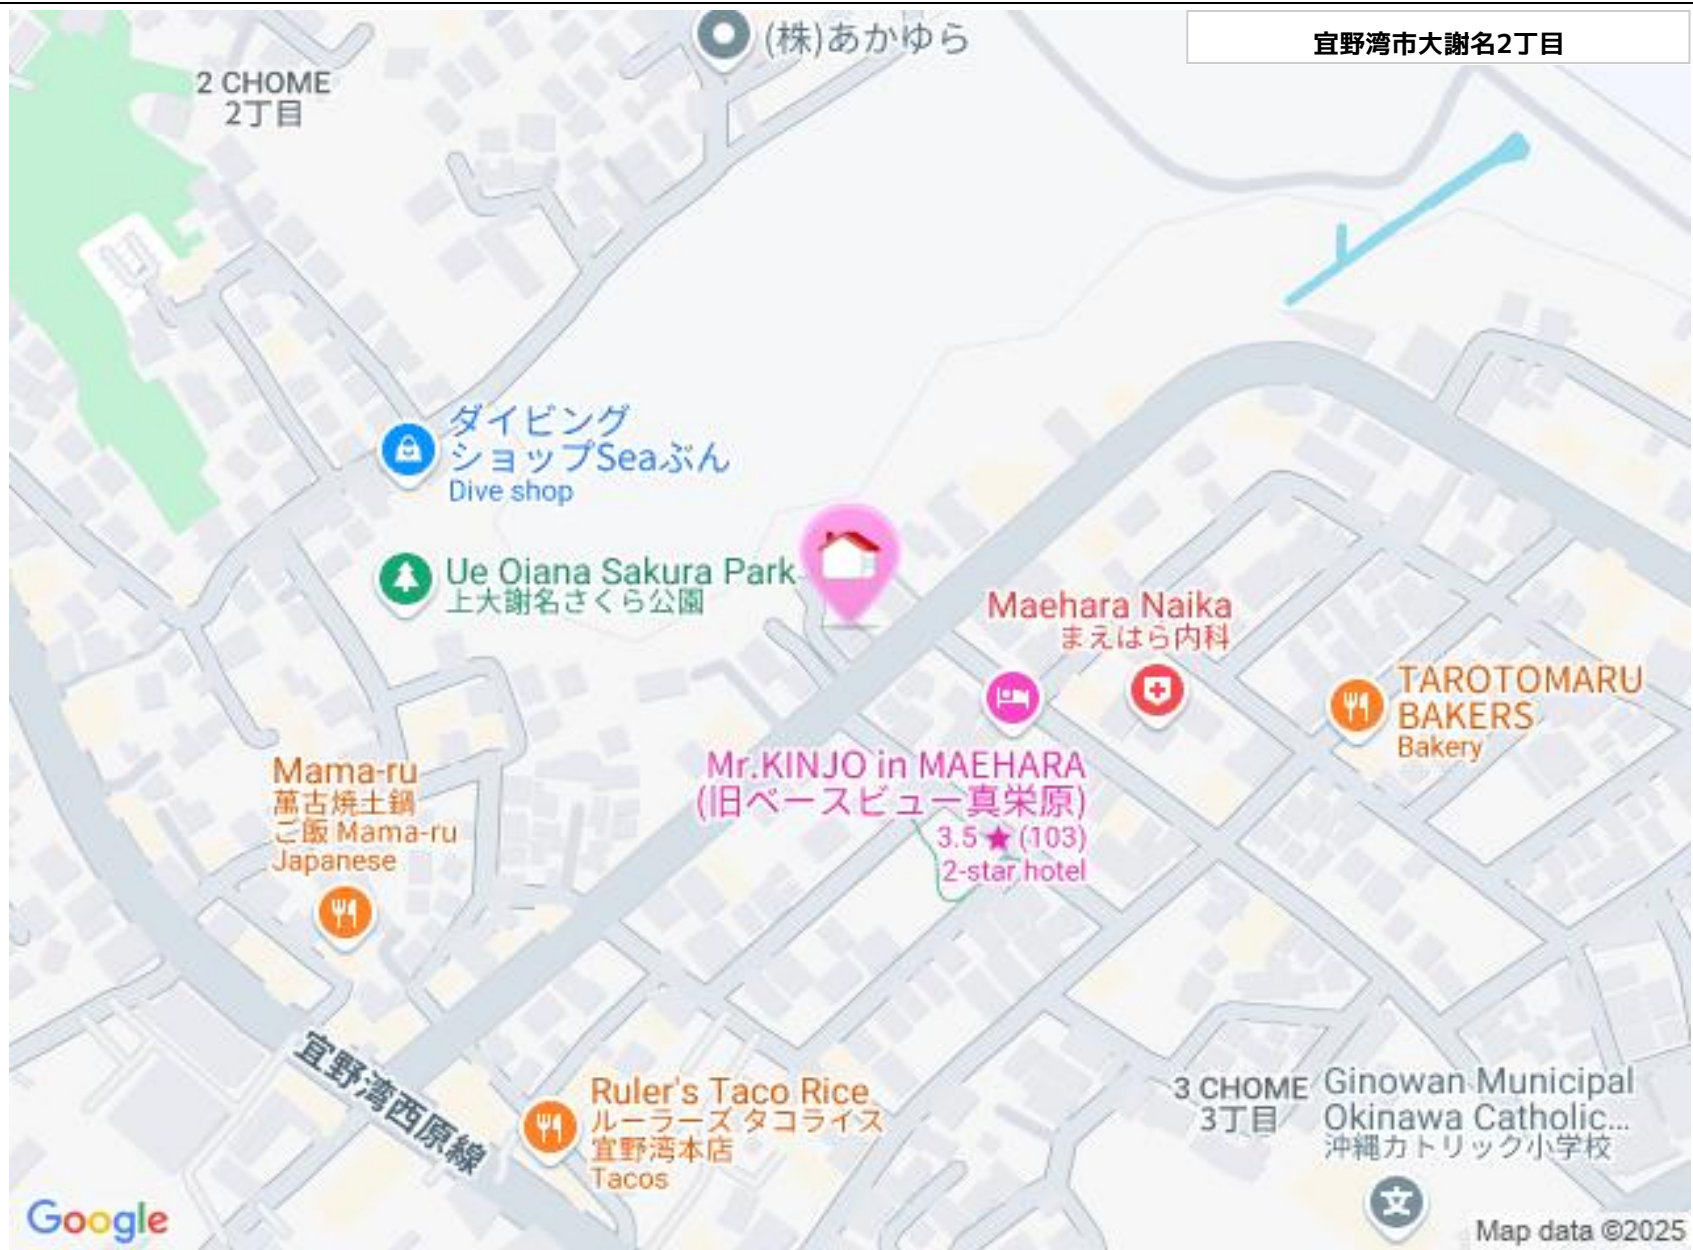 (株)あかゆら
宜野湾市大謝名2丁目
2 CHOME
2丁目
ダイビング
ショップSeaぶん
Dive shop
Ue Ojana Sakura Park
上大謝名さくら公園
Maehara Naika
まえはら内科
TAROTOMARU
BAKERS
Bakery
Mr.KINJO in MAEHARA
(旧ベースビュー真栄原)
3.5 ★ (103)
2-star hotel
Mama-ru
萬古焼土鍋
ご飯 Mama-ru
Japanese
宜野湾西原線
Ruler's Taco Rice
ルーラーズ タコライス
宜野湾本店
Tacos
3 CHOME
3丁目
Ginowan Municipal
Okinawa Catholic...
沖縄カトリック小学校
文
Google
Map data ©2025